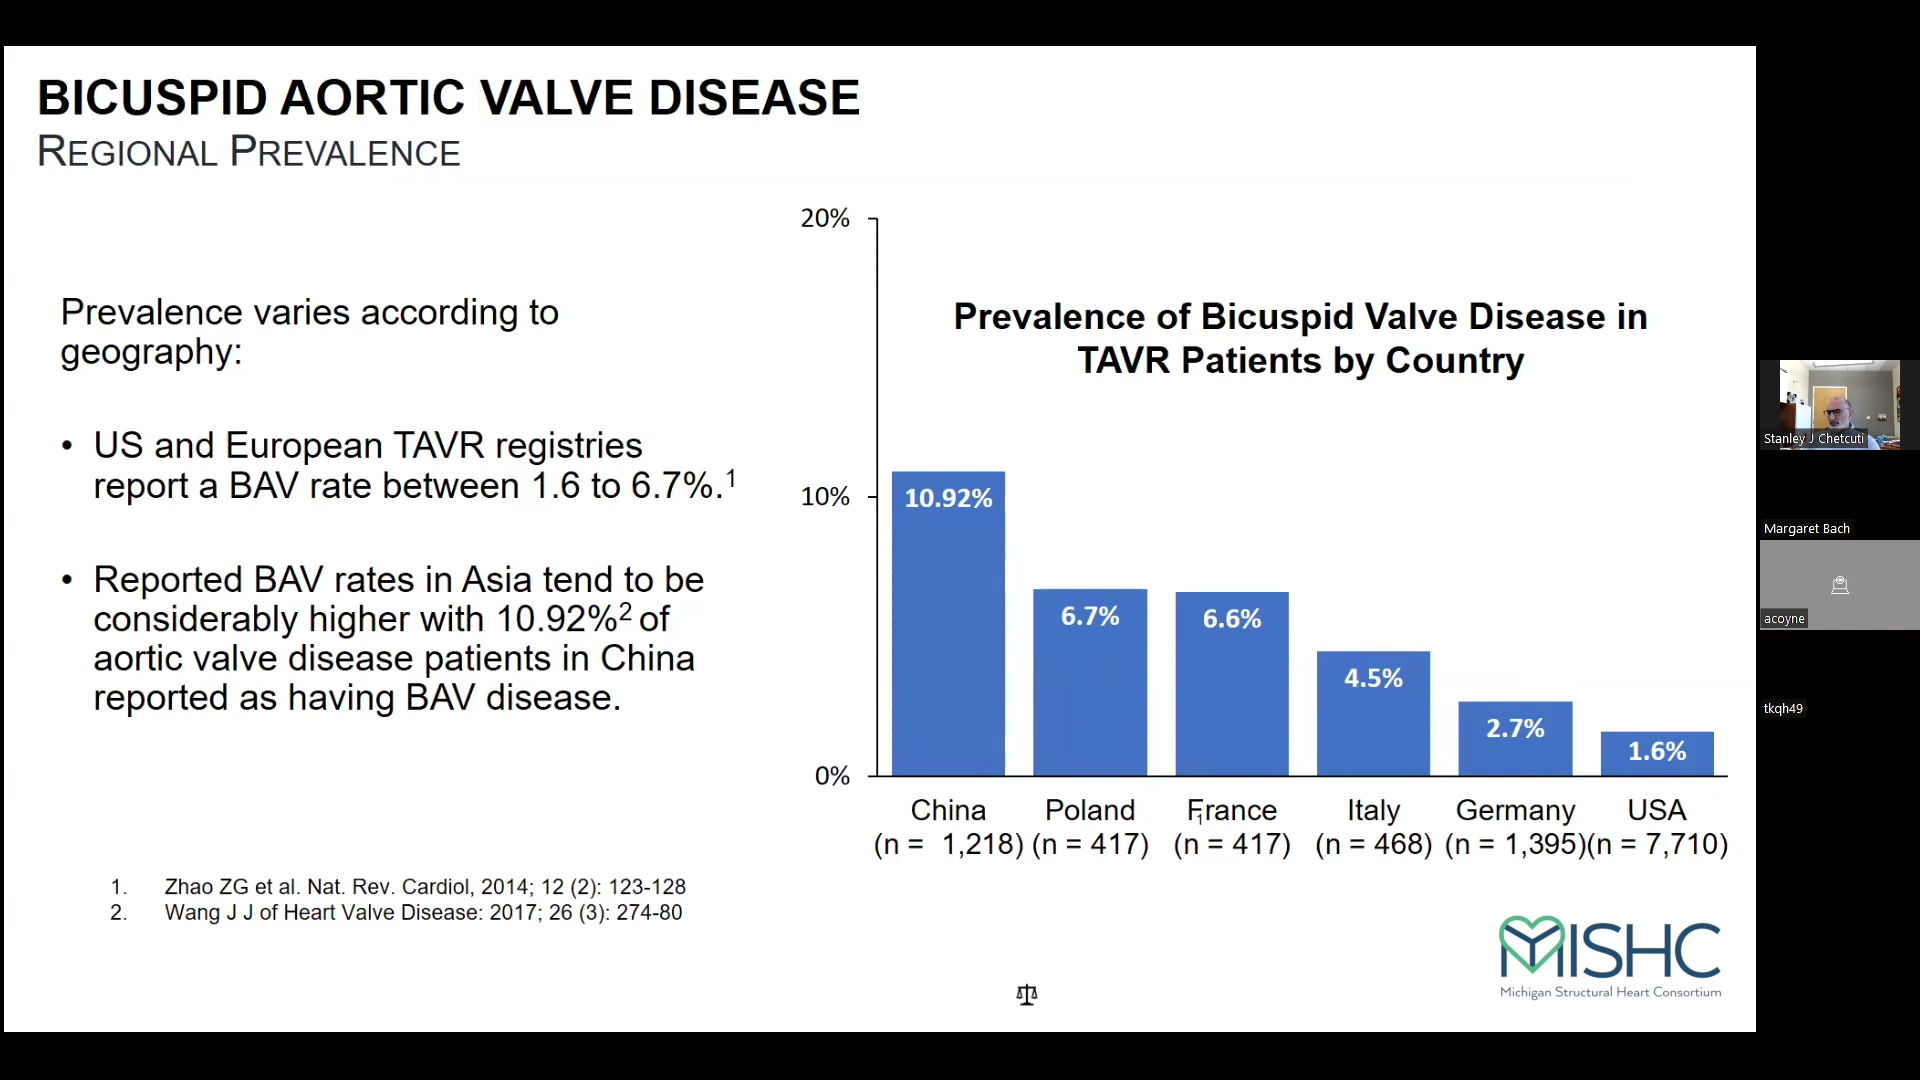 BICUSPID AORTIC VALVE DISEASE
REGIONAL PREVALENCE
Prevalence varies according to
geography:
• US and European TAVR registries
report a BAV rate between 1.6 to 6.7%.1
• Reported BAV rates in Asia tend to be
considerably higher with 10.92%2 of
aortic valve disease patients in China
reported as having BAV disease.
1. Zhao ZG et al. Nat. Rev. Cardiol, 2014; 12 (2): 123-128
2. Wang J J of Heart Valve Disease: 2017; 26 (3): 274-80
Prevalence of Bicuspid Valve Disease in
TAVR Patients by Country
20%
10%
0%
10.92%
6.7%
6.6%
4.5%
2.7%
1.6%
China Poland France Italy Germany USA
1
(n = 1,218) (n = 417) (n = 417) (n = 468) (n = 1,395) (n = 7,710)
MISHC
Michigan Structural Heart Consortium
Stanley J Chetcuti
Margaret Bach
acoyne
tkqh49